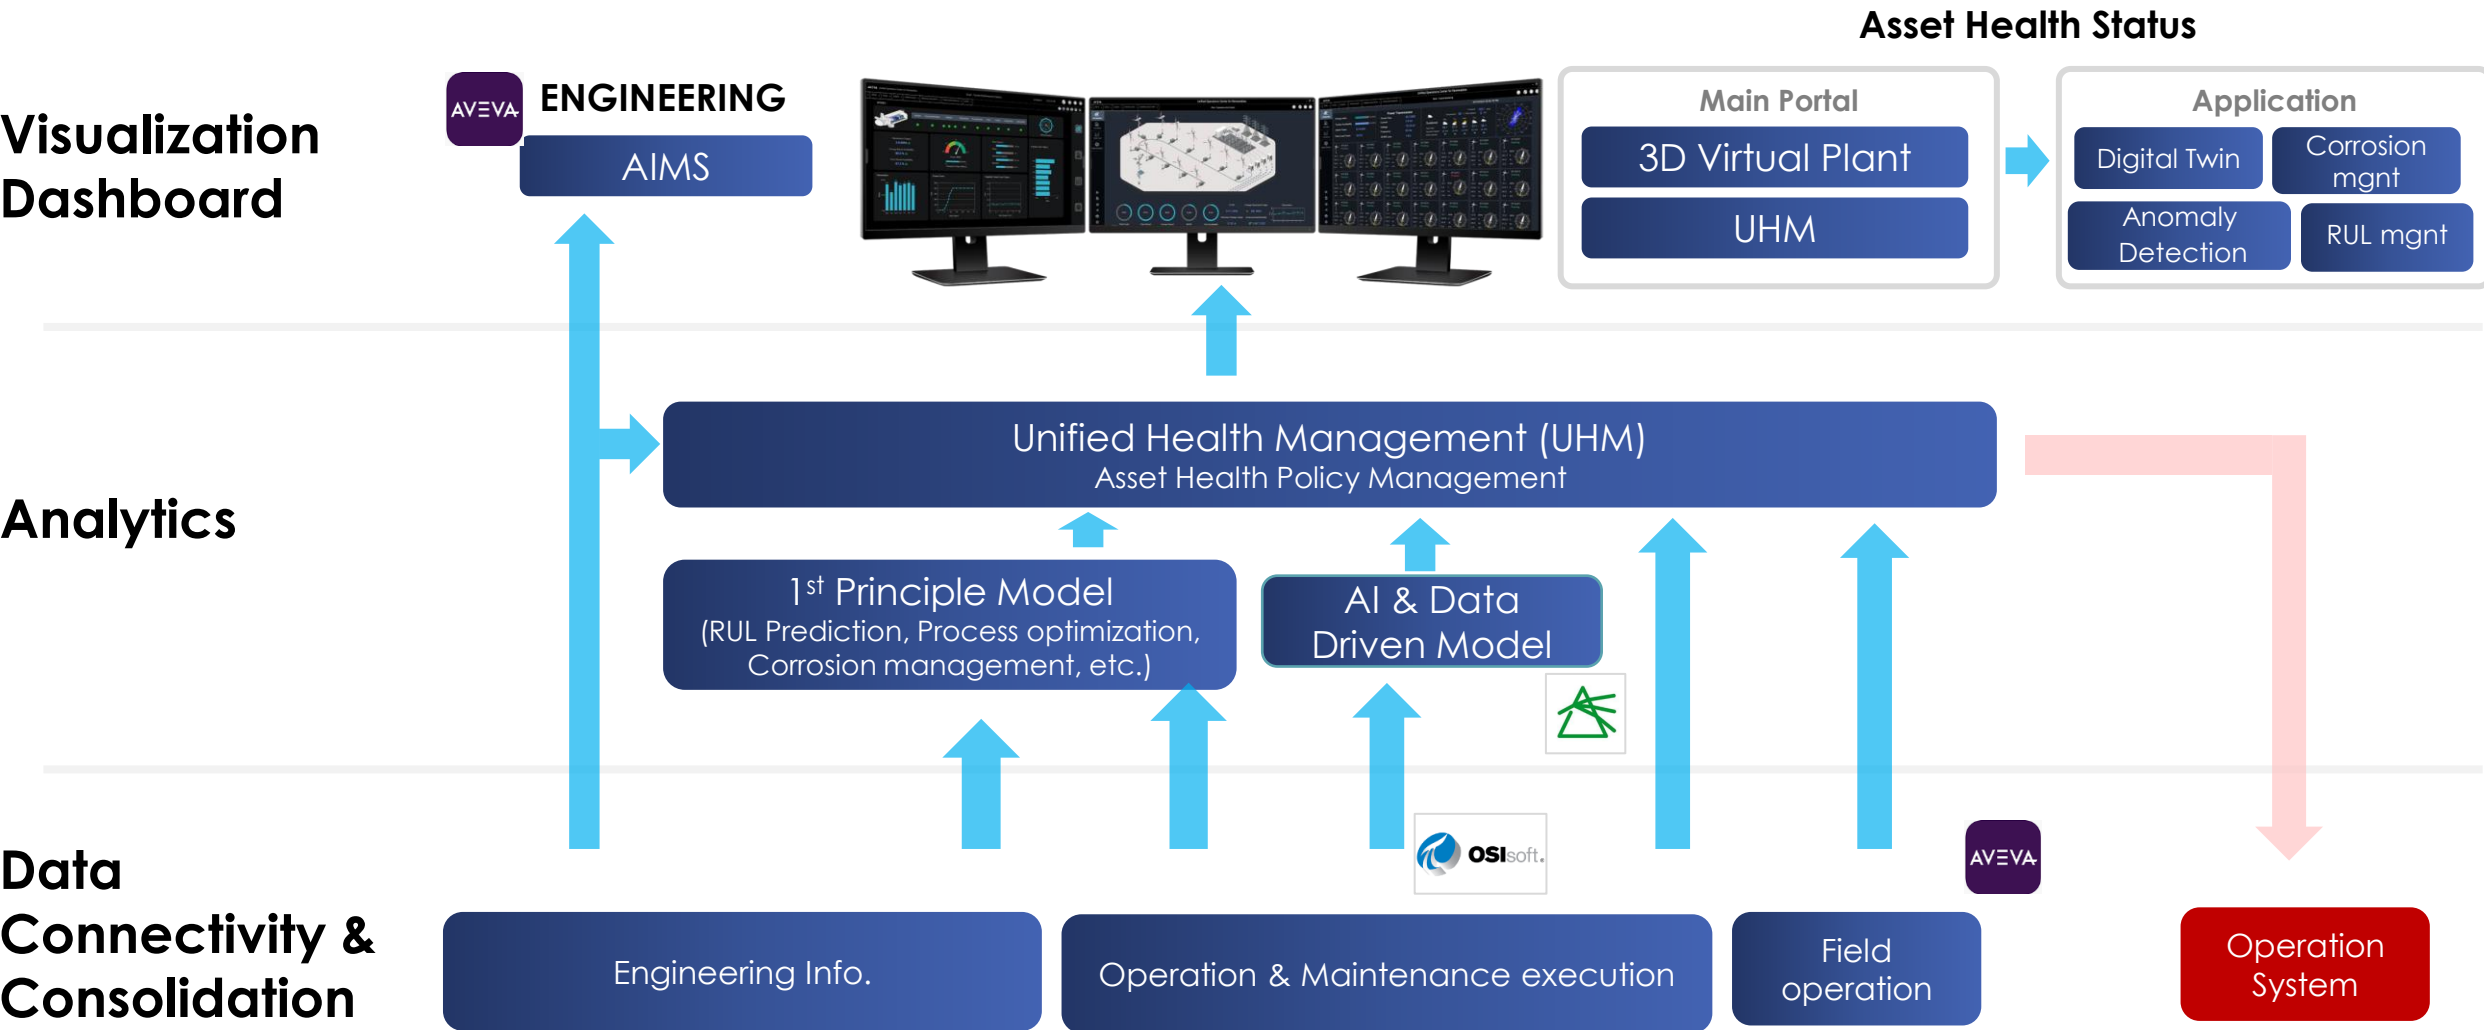 Asset Health Status
Visualization
Dashboard
AVEVA
ENGINEERING
AIMS
Main Portal
3D Virtual Plant
UHM
Application
Digital Twin
Corrosion
mgnt
Anomaly
Detection
RUL mgnt
Analytics
Unified Health Management (UHM)
Asset Health Policy Management
1st Principle Model
(RUL Prediction, Process optimization,
Corrosion management, etc.)
AI & Data
Driven Model
Data
Connectivity &
Consolidation
OSIsoft.
AVEVA
Engineering Info.
Operation & Maintenance execution
Field
operation
Operation
System